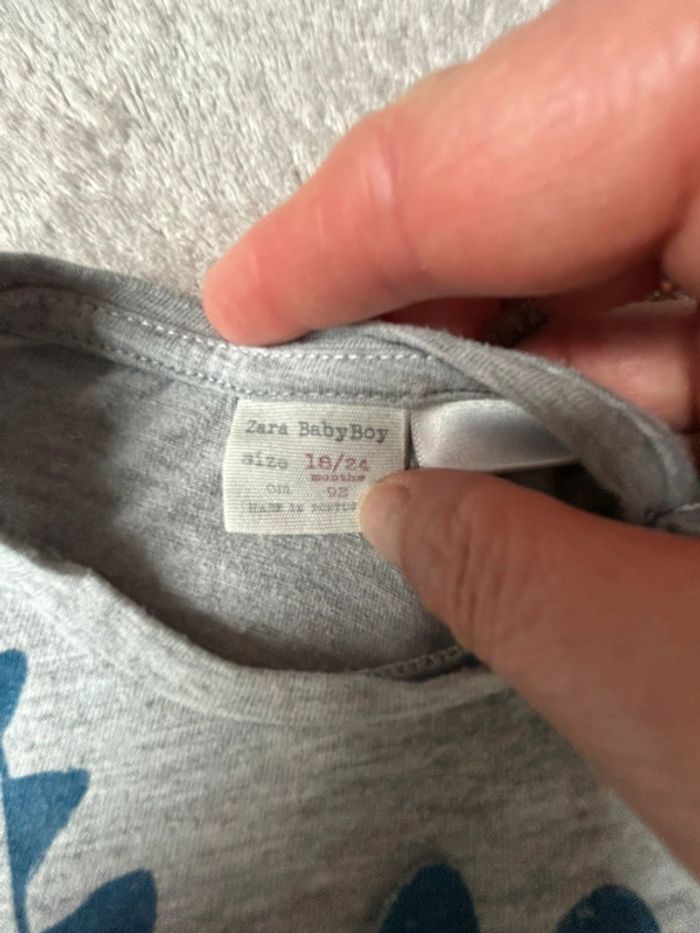 Zara BabyBoy
size 18/24
months
cm 92
MADE IN